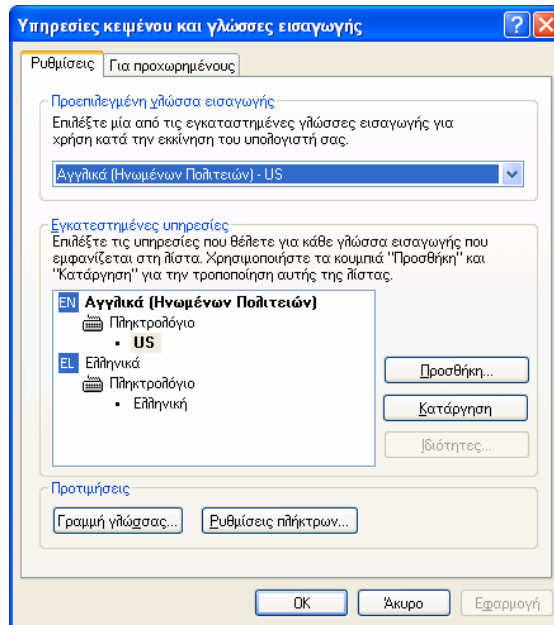 Υπηρεσίες κειμένου και γλώσσες εισαγωγής
Ρυθμίσεις
Για προχωρημένους
Προεπιλεγμένη γλώσσα εισαγωγής
Επιλέξτε μία από τις εγκαταστημένες γλώσσες εισαγωγής για
χρήση κατά την εκκίνηση του υπολογιστή σας.
Αγγλικά (Ηνωμένων Πολιτειών) - US
Εγκατεστημένες υπηρεσίες
Επιλέξτε τις υπηρεσίες που θέλετε για κάθε γλώσσα εισαγωγής που
εμφανίζεται στη λίστα. Χρησιμοποιήστε τα κουμπιά "Προσθήκη" και
"Κατάργηση" για την τροποποίηση αυτής της λίστας.
EN Αγγλικά (Ηνωμένων Πολιτειών)
Πληκτρολόγιο
• US
EL Ελληνικά
Πληκτρολόγιο
• Ελληνική
Προσθήκη...
Κατάργηση
Ιδιότητες...
Προτιμήσεις
Γραμμή γλώσσας...
Ρυθμίσεις πλήκτρων...
OK
Άκυρο
Εφαρμογή